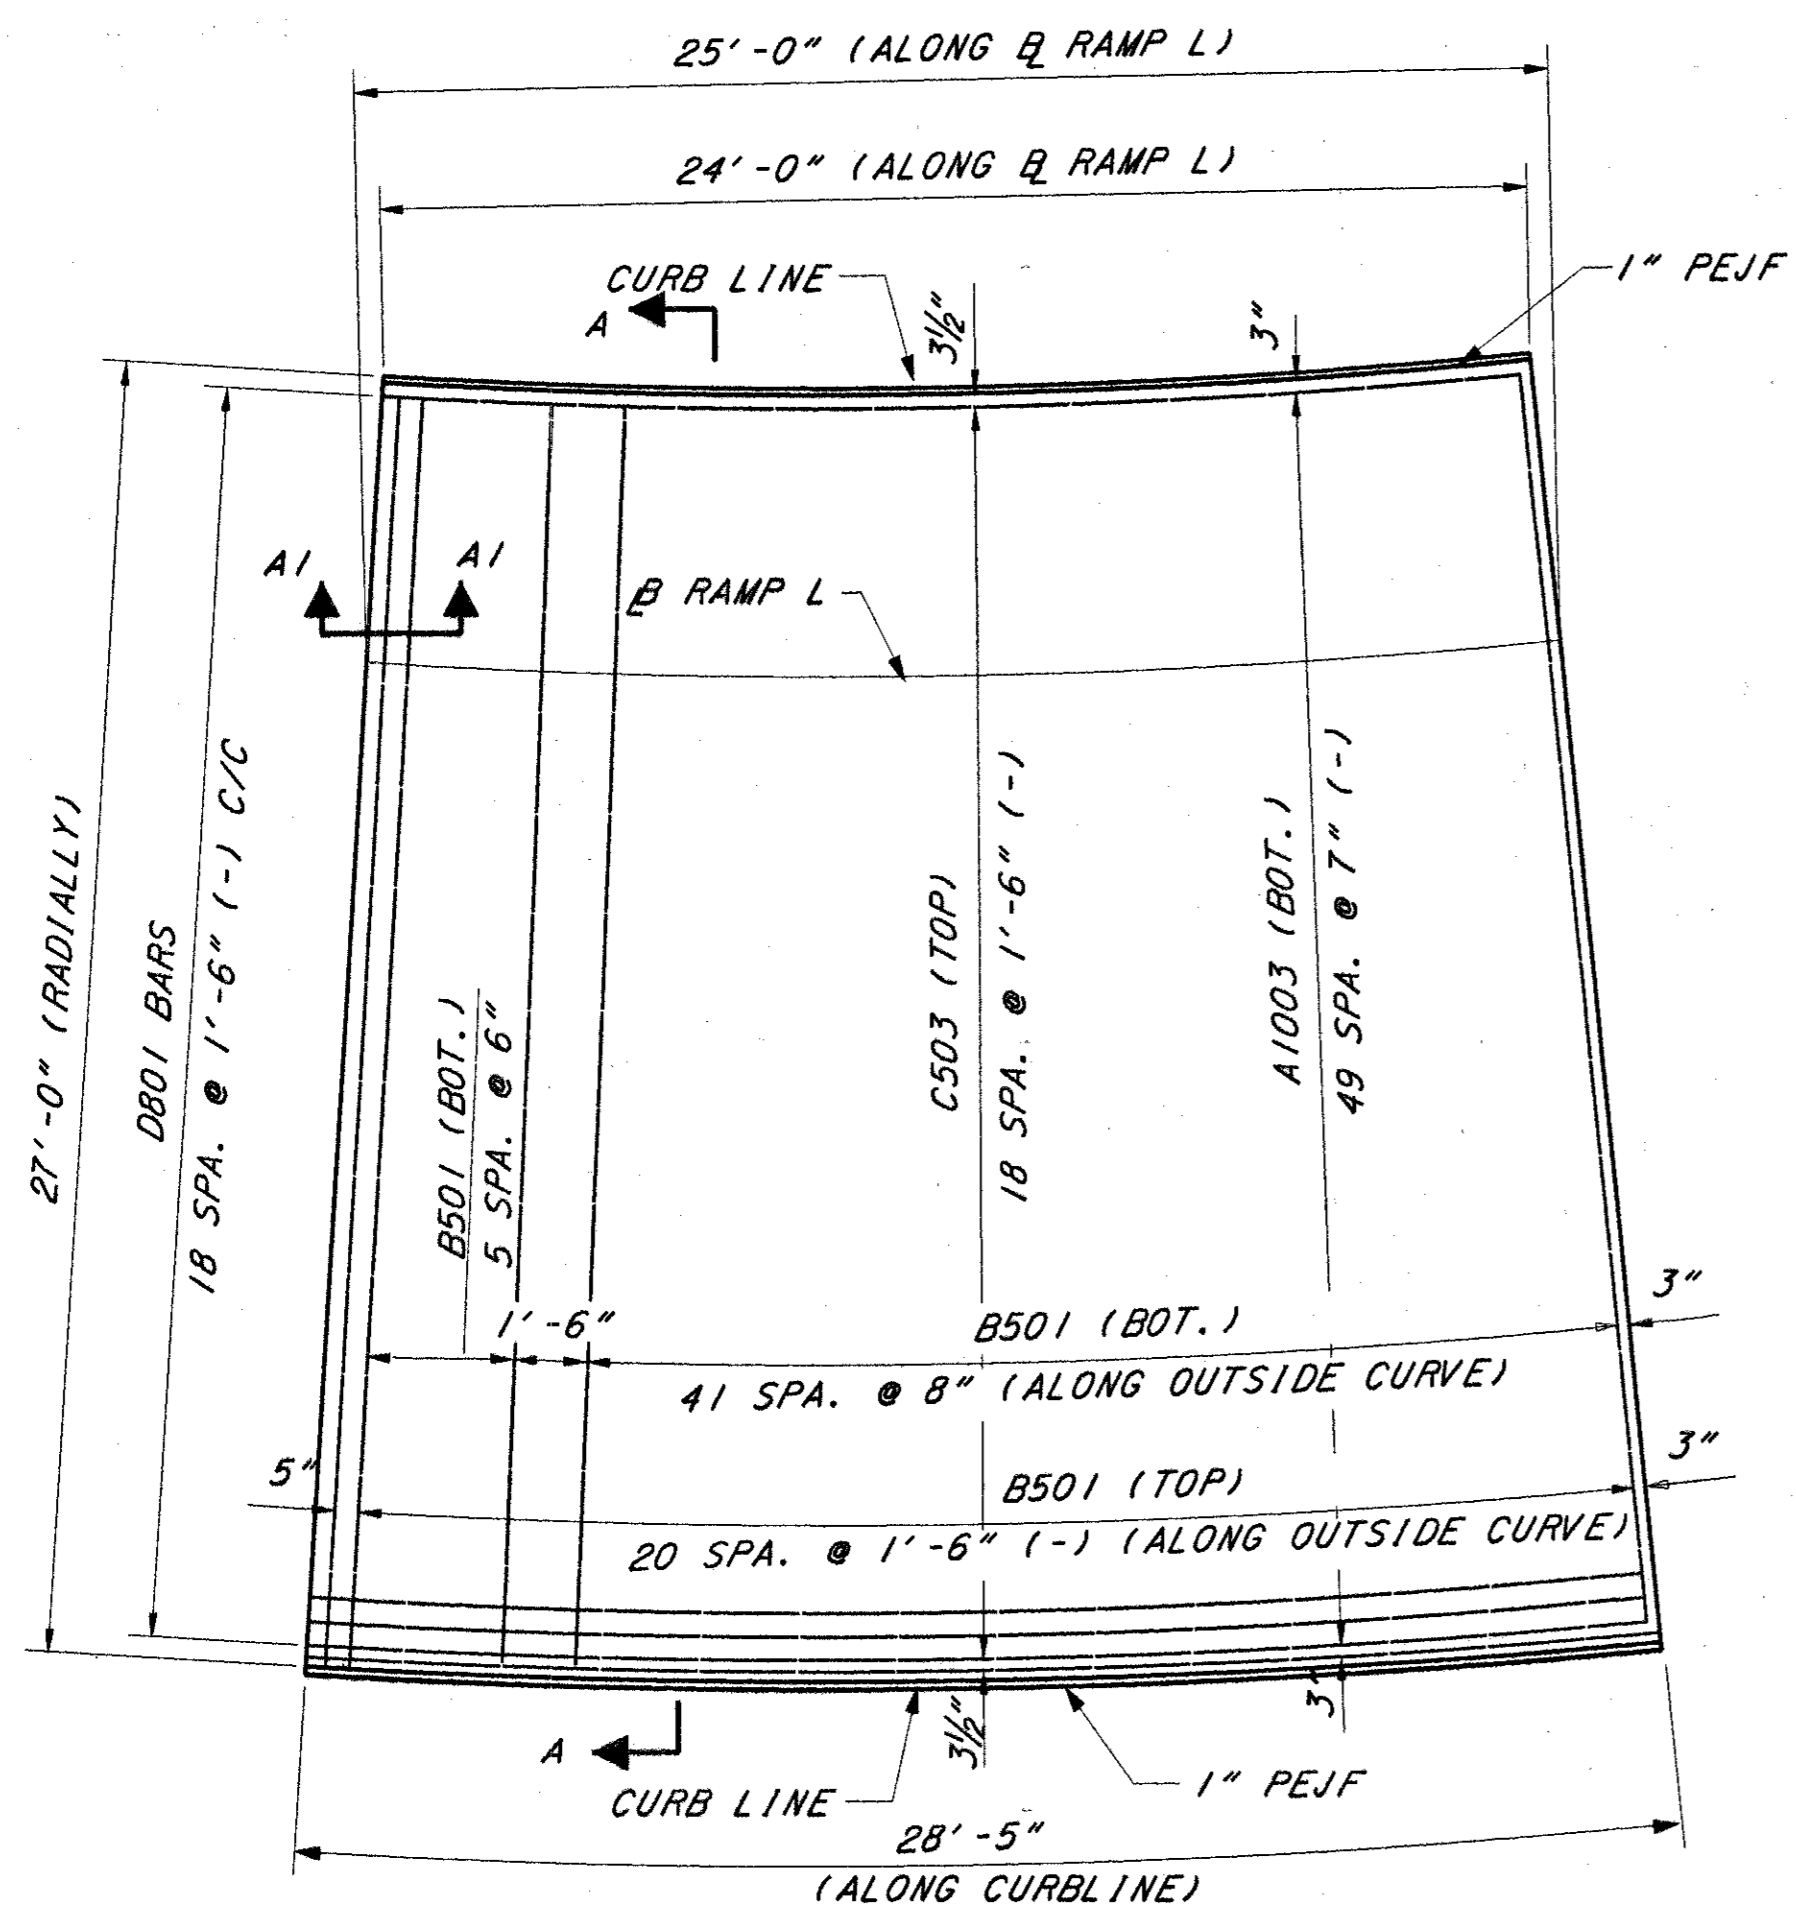 25'-0" (ALONG ⅊ RAMP L)
24'-0" (ALONG ⅊ RAMP L)
CURB LINE
1" PEJF
A
3½"
3"
A1 A1
⅊ RAMP L
27'-0" (RADIALLY)
D801 BARS
18 SPA. @ 1'-6" (-) C/C
B501 (BOT.)
5 SPA. @ 6"
C503 (TOP)
18 SPA. @ 1'-6" (-)
A1003 (BOT.)
49 SPA. @ 7" (-)
1'-6"
B501 (BOT.)
3"
41 SPA. @ 8" (ALONG OUTSIDE CURVE)
5"
B501 (TOP)
3"
20 SPA. @ 1'-6" (-) (ALONG OUTSIDE CURVE)
3½"
3"
A
CURB LINE
1" PEJF
28'-5"
(ALONG CURBLINE)